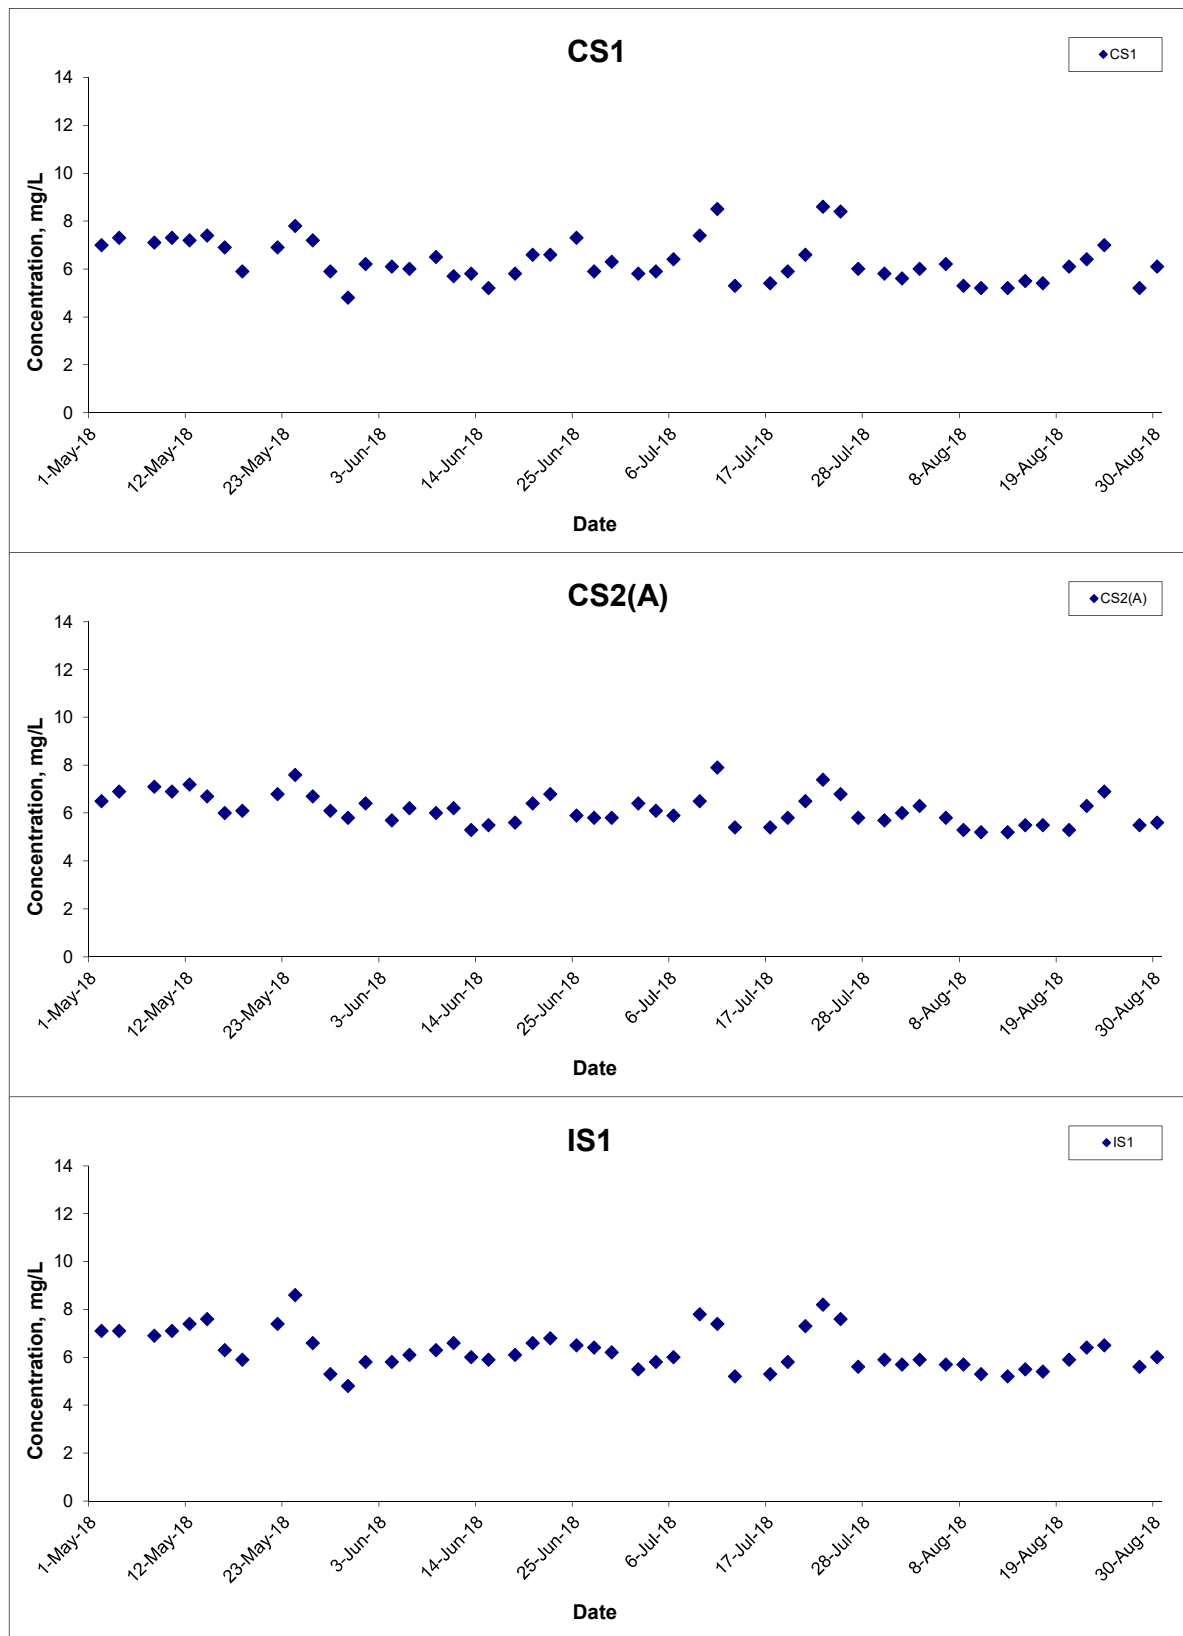 CS1
CS1
14
12
10
8
6
4
2
0
Concentration, mg/L
1-May-18
12-May-18
23-May-18
3-Jun-18
14-Jun-18
25-Jun-18
6-Jul-18
17-Jul-18
28-Jul-18
8-Aug-18
19-Aug-18
30-Aug-18
Date
CS2(A)
CS2(A)
14
12
10
8
6
4
2
0
Concentration, mg/L
1-May-18
12-May-18
23-May-18
3-Jun-18
14-Jun-18
25-Jun-18
6-Jul-18
17-Jul-18
28-Jul-18
8-Aug-18
19-Aug-18
30-Aug-18
Date
IS1
IS1
14
12
10
8
6
4
2
0
Concentration, mg/L
1-May-18
12-May-18
23-May-18
3-Jun-18
14-Jun-18
25-Jun-18
6-Jul-18
17-Jul-18
28-Jul-18
8-Aug-18
19-Aug-18
30-Aug-18
Date